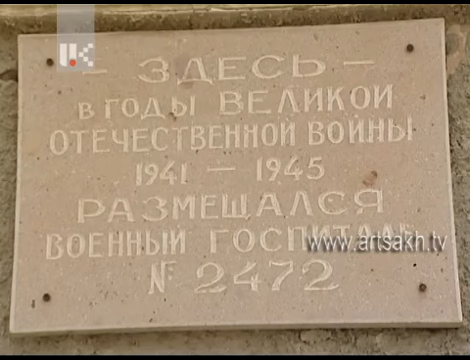 – ЗДЕСЬ –
В ГОДЫ ВЕЛИКОЙ
ОТЕЧЕСТВЕННОЙ ВОЙНЫ
1941 – 1945
РАЗМЕЩАЛСЯ
ВОЕННЫЙ ГОСПИТАЛЬ
www.artsakh.tv
№ 2472